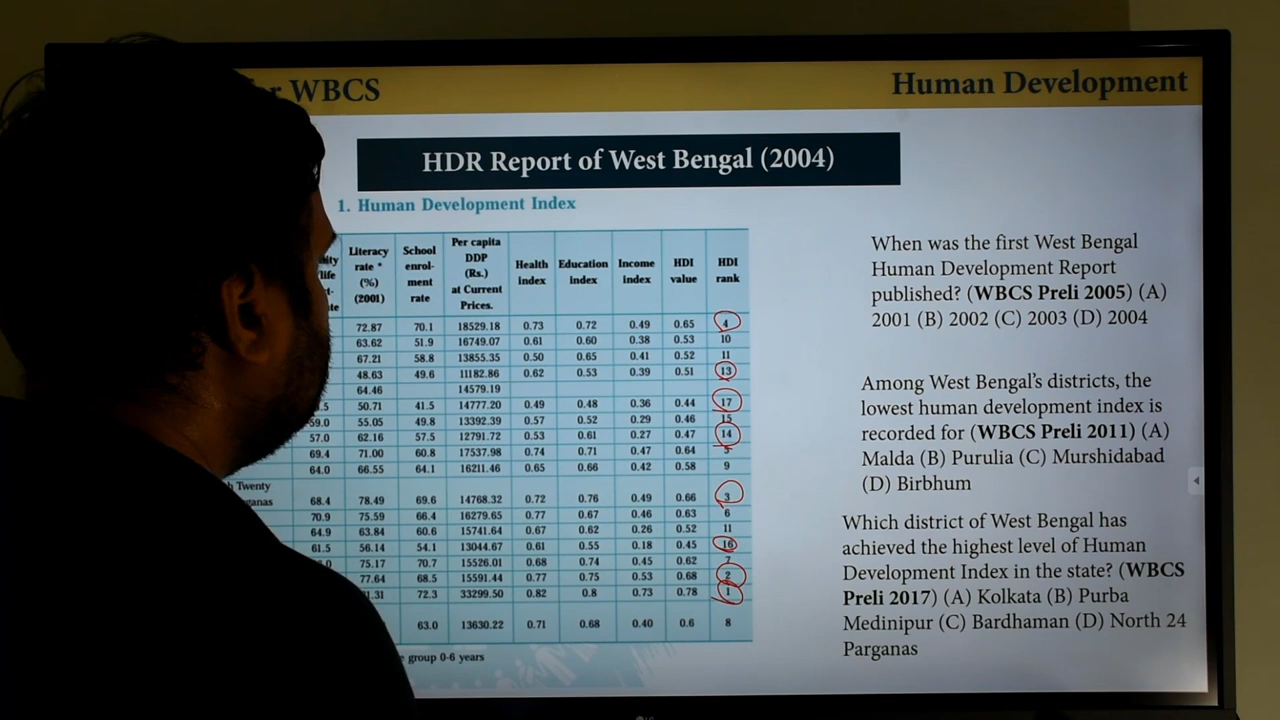 WBCS
Human Development
HDR Report of West Bengal (2004)
1. Human Development Index
Literacy rate * (%) (2001) School enrol- ment rate Per capita DDP (Rs.) at Current Prices. Health index Education index Income index HDI value HDI rank
72.87 70.1 18529.18 0.73 0.72 0.49 0.65 4
63.62 51.9 16749.07 0.61 0.60 0.38 0.53 10
67.21 58.8 13855.35 0.50 0.65 0.41 0.52 11
48.63 49.6 11182.86 0.62 0.53 0.39 0.51 13
64.46 14579.19
50.71 41.5 14777.20 0.49 0.48 0.36 0.44 17
59.0 55.05 49.8 13392.39 0.57 0.52 0.29 0.46 15
57.0 62.16 57.5 12791.72 0.53 0.61 0.27 0.47 14
69.4 71.00 60.8 17537.98 0.74 0.71 0.47 0.64 5
64.0 66.55 64.1 16211.46 0.65 0.66 0.42 0.58 9
Twenty
68.4 78.49 69.6 14768.32 0.72 0.76 0.49 0.66 3
70.9 75.59 66.4 16279.65 0.77 0.67 0.46 0.63 6
64.9 63.84 60.6 15741.64 0.67 0.62 0.26 0.52 11
61.5 56.14 54.1 13044.67 0.61 0.55 0.18 0.45 16
75.17 70.7 15526.01 0.68 0.74 0.45 0.62 7
77.64 68.5 15591.44 0.77 0.75 0.53 0.68 2
72.3 33299.50 0.82 0.8 0.73 0.78 1
63.0 13630.22 0.71 0.68 0.40 0.6 8
group 0-6 years
When was the first West Bengal
Human Development Report
published? (WBCS Preli 2005) (A)
2001 (B) 2002 (C) 2003 (D) 2004
Among West Bengal's districts, the
lowest human development index is
recorded for (WBCS Preli 2011) (A)
Malda (B) Purulia (C) Murshidabad
(D) Birbhum
Which district of West Bengal has
achieved the highest level of Human
Development Index in the state? (WBCS
Preli 2017) (A) Kolkata (B) Purba
Medinipur (C) Bardhaman (D) North 24
Parganas
LG